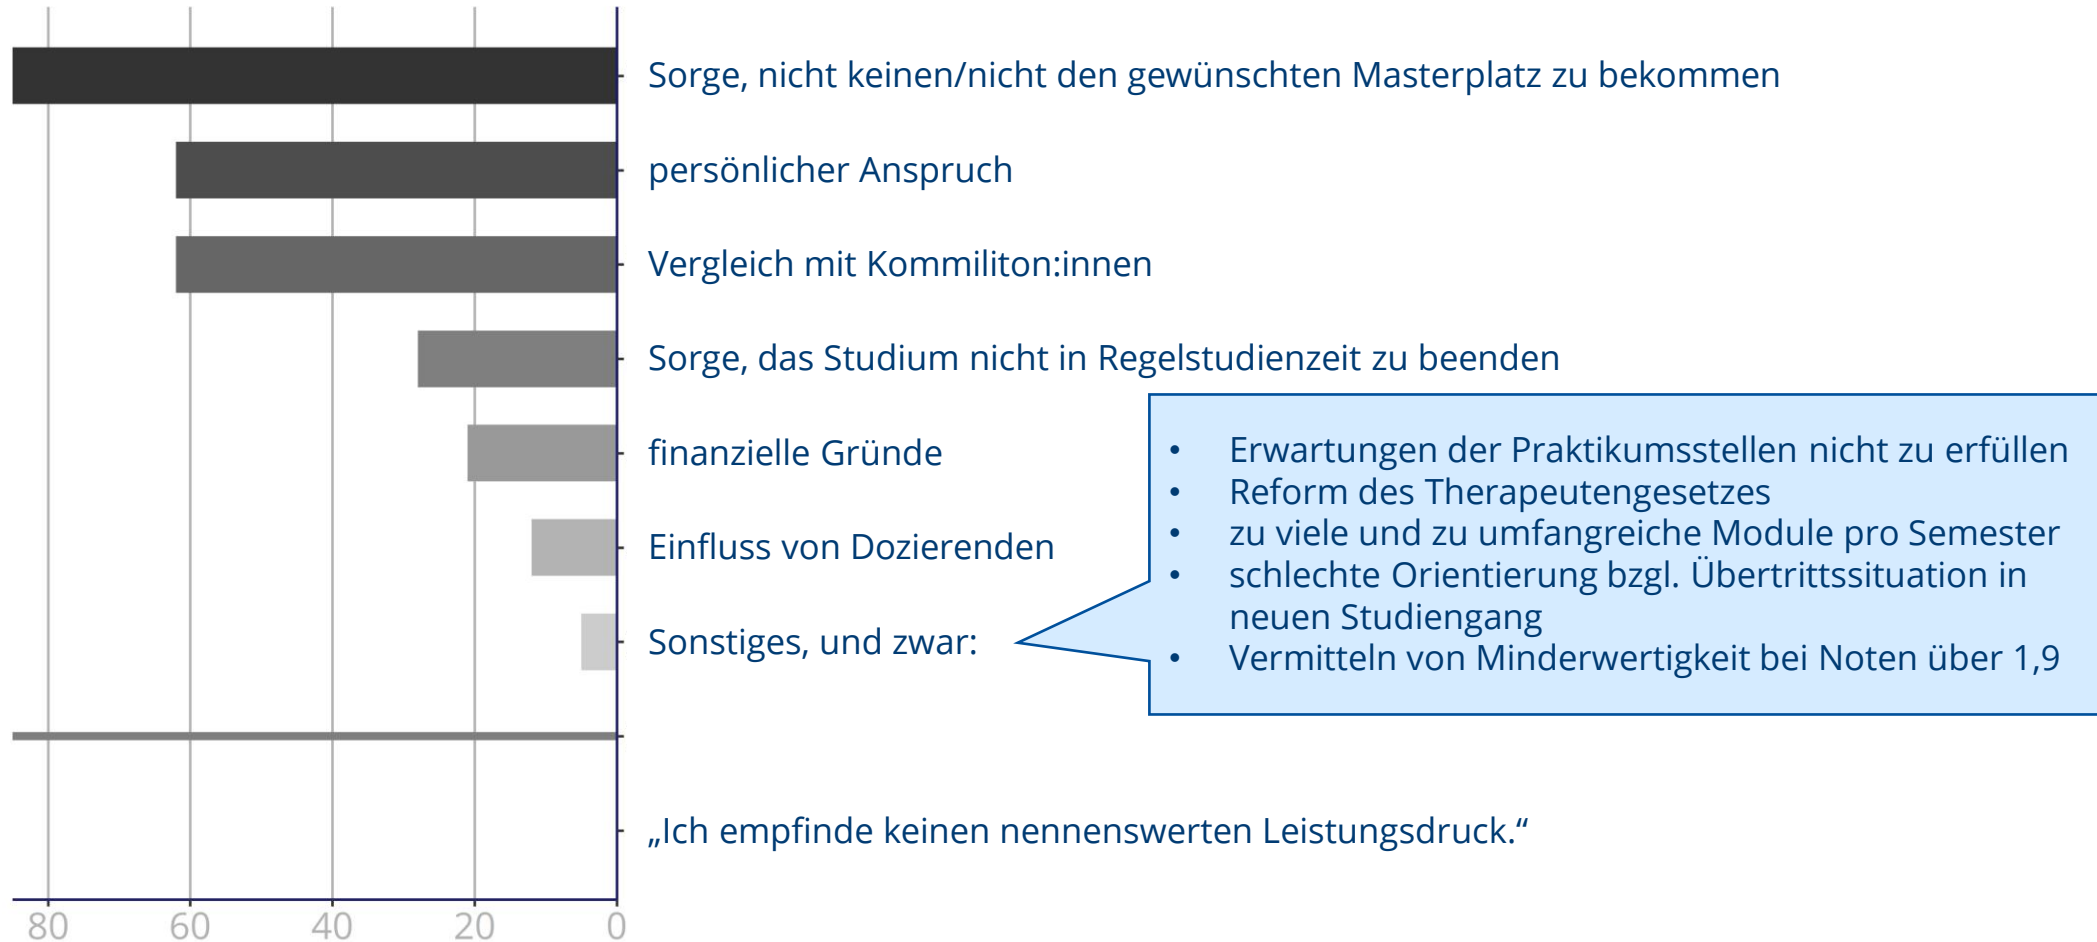 Sorge, nicht keinen/nicht den gewünschten Masterplatz zu bekommen
persönlicher Anspruch
Vergleich mit Kommiliton:innen
Sorge, das Studium nicht in Regelstudienzeit zu beenden
finanzielle Gründe
Einfluss von Dozierenden
Sonstiges, und zwar:
• Erwartungen der Praktikumsstellen nicht zu erfüllen
• Reform des Therapeutengesetzes
• zu viele und zu umfangreiche Module pro Semester
• schlechte Orientierung bzgl. Übertrittssituation in
neuen Studiengang
• Vermitteln von Minderwertigkeit bei Noten über 1,9
„Ich empfinde keinen nennenswerten Leistungsdruck.“
80 60 40 20 0